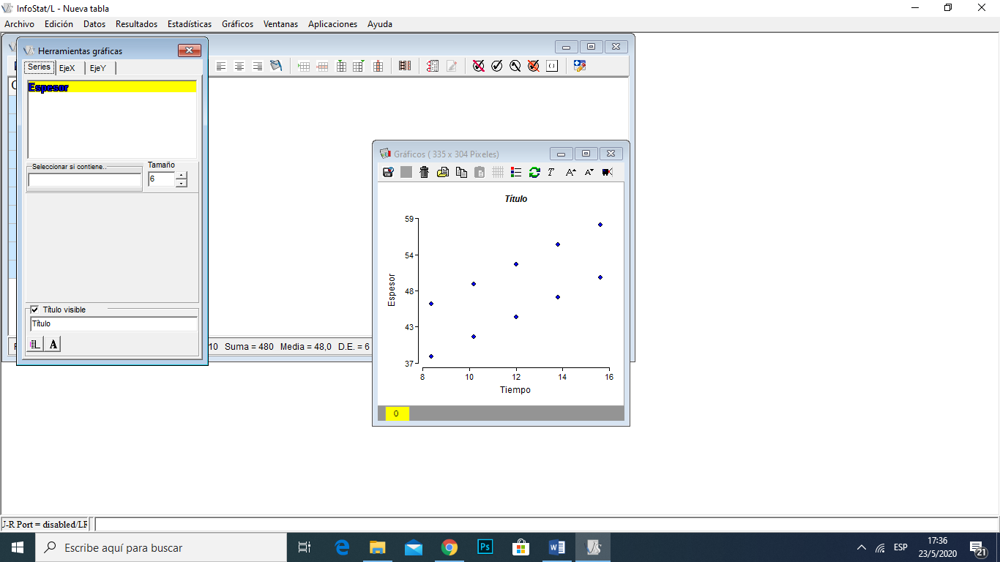 InfoStat/L - Nueva tabla
Archivo Edición Datos Resultados Estadísticas Gráficos Ventanas Aplicaciones Ayuda
Herramientas gráficas
Series EjeX EjeY
Espesor
Seleccionar si contiene..
Tamaño
6
Título visible
Título
10 Suma = 480 Media = 48,0 D.E. = 6
Gráficos ( 335 x 304 Pixeles)
Título
59
54
48
43
37
Espesor
8 10 12 14 16
Tiempo
0
J-R Port = disabled/LF
Escribe aquí para buscar
ESP
17:36
23/5/2020
21